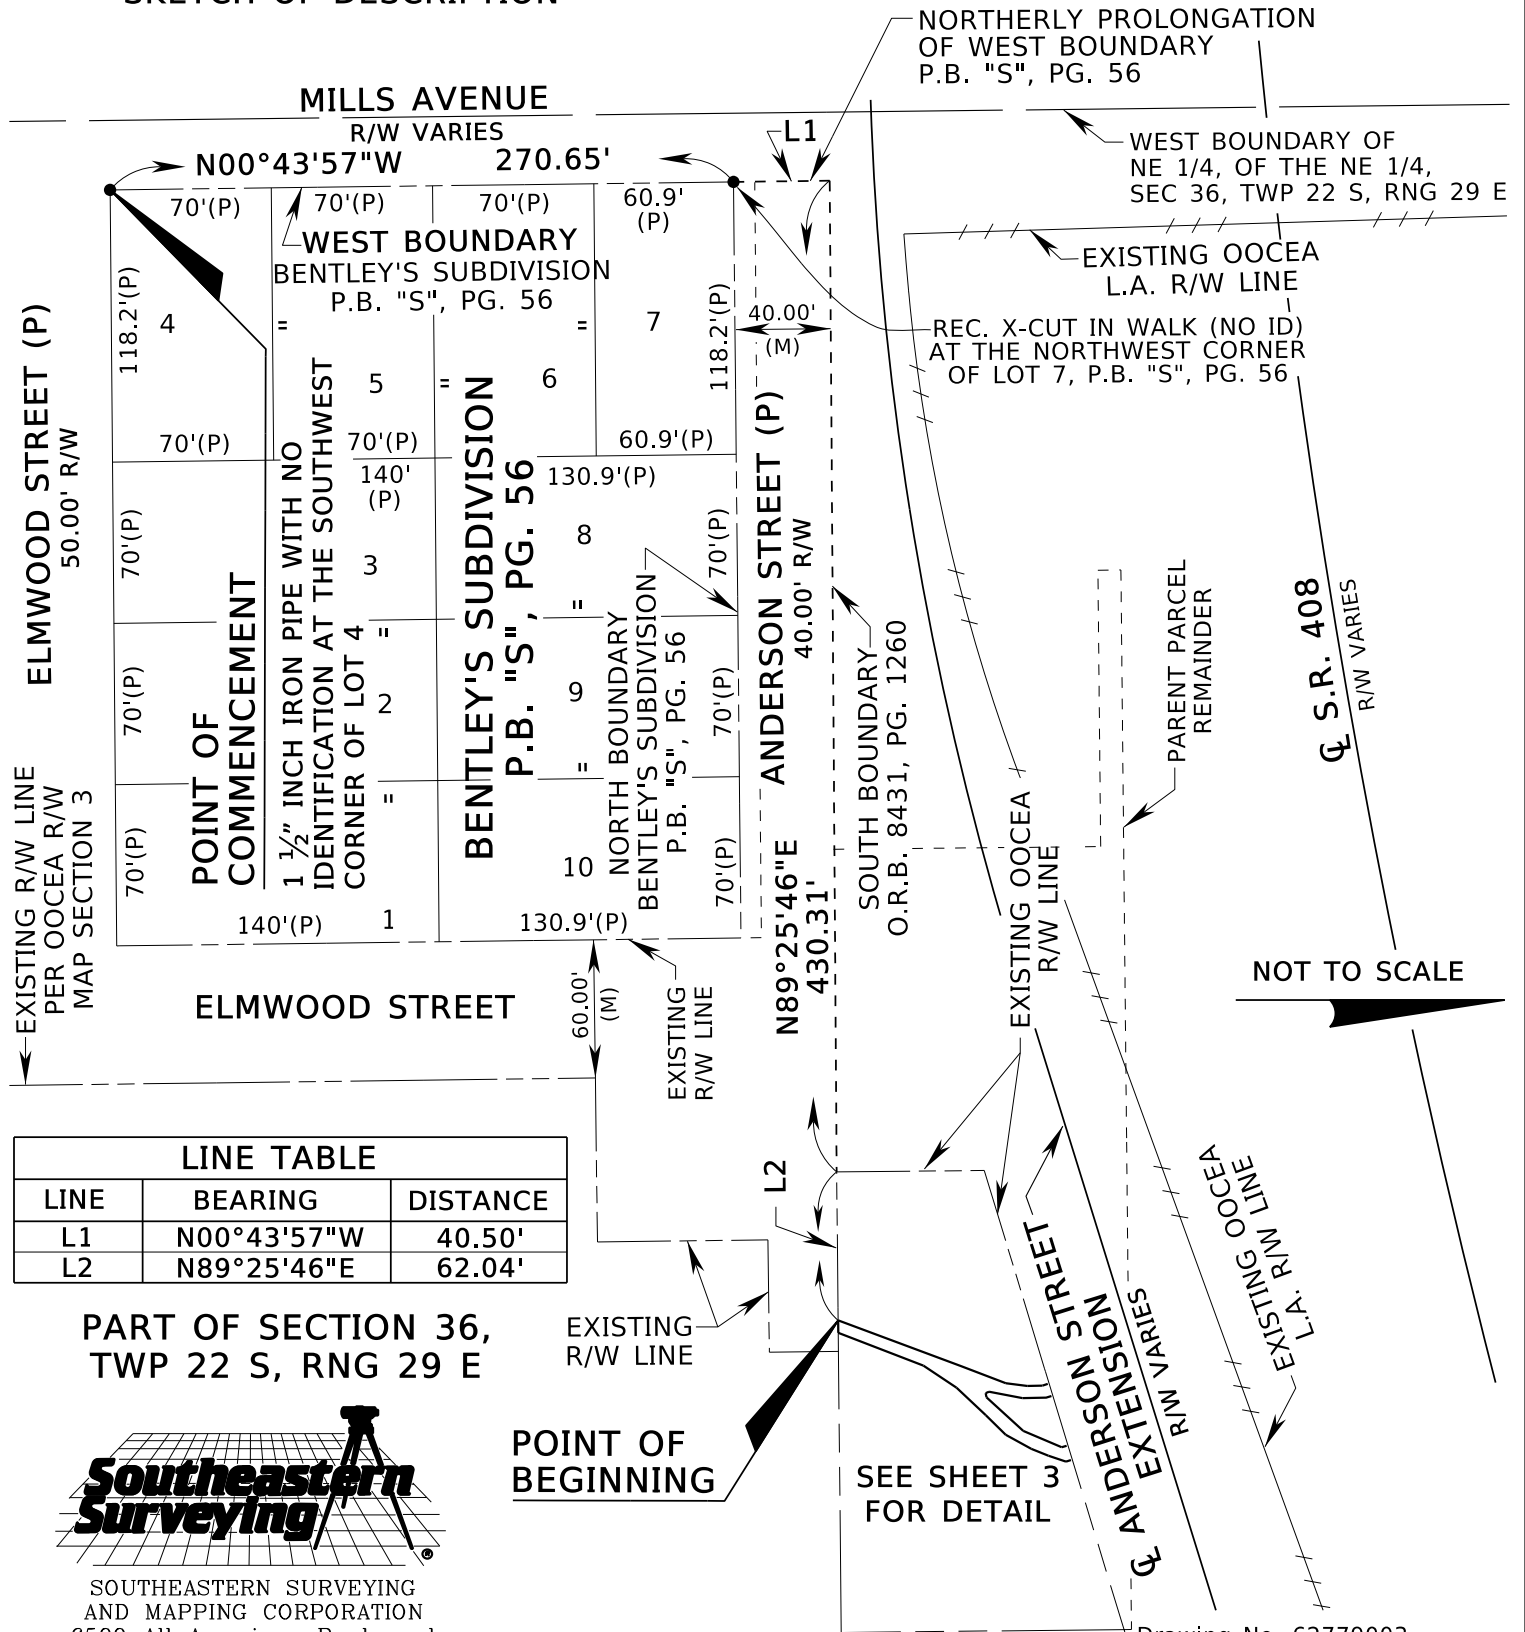 SKETCH OF DESCRIPTION
NORTHERLY PROLONGATION
OF WEST BOUNDARY
P.B. "S", PG. 56
MILLS AVENUE
R/W VARIES
N00°43'57"W 270.65'
L1
WEST BOUNDARY OF
NE 1/4, OF THE NE 1/4,
SEC 36, TWP 22 S, RNG 29 E
70'(P)
70'(P)
70'(P)
60.9'
(P)
WEST BOUNDARY
BENTLEY'S SUBDIVISION
P.B. "S", PG. 56
EXISTING OOCEA
L.A. R/W LINE
REC. X-CUT IN WALK (NO ID)
AT THE NORTHWEST CORNER
OF LOT 7, P.B. "S", PG. 56
118.2'(P)
4
"
5
"
6
"
7
118.2'(P)
40.00'
(M)
70'(P)
70'(P)
60.9'(P)
140'
(P)
130.9'(P)
ELMWOOD STREET (P)
50.00' R/W
70'(P)
70'(P)
70'(P)
POINT OF
COMMENCEMENT
1 ½" INCH IRON PIPE WITH NO
IDENTIFICATION AT THE SOUTHWEST
CORNER OF LOT 4
3
"
2
"
1
BENTLEY'S SUBDIVISION
P.B. "S", PG. 56
8
"
9
"
10
NORTH BOUNDARY
BENTLEY'S SUBDIVISION
P.B. "S", PG. 56
70'(P)
70'(P)
70'(P)
ANDERSON STREET (P)
40.00' R/W
N89°25'46"E
430.31'
SOUTH BOUNDARY
O.R.B. 8431, PG. 1260
PARENT PARCEL
REMAINDER
℄ S.R. 408
R/W VARIES
EXISTING OOCEA
R/W LINE
EXISTING R/W LINE
PER OOCEA R/W
MAP SECTION 3
140'(P)
130.9'(P)
ELMWOOD STREET
60.00'
(M)
EXISTING
R/W LINE
NOT TO SCALE
LINE TABLE
LINE BEARING DISTANCE
L1 N00°43'57"W 40.50'
L2 N89°25'46"E 62.04'
L2
EXISTING
R/W LINE
℄ ANDERSON STREET
EXTENSION
R/W VARIES
EXISTING OOCEA
L.A. R/W LINE
PART OF SECTION 36,
TWP 22 S, RNG 29 E
POINT OF
BEGINNING
SEE SHEET 3
FOR DETAIL
Southeastern
Surveying
®
SOUTHEASTERN SURVEYING
AND MAPPING CORPORATION
6500 All American Boulevard
Drawing No. 62779003